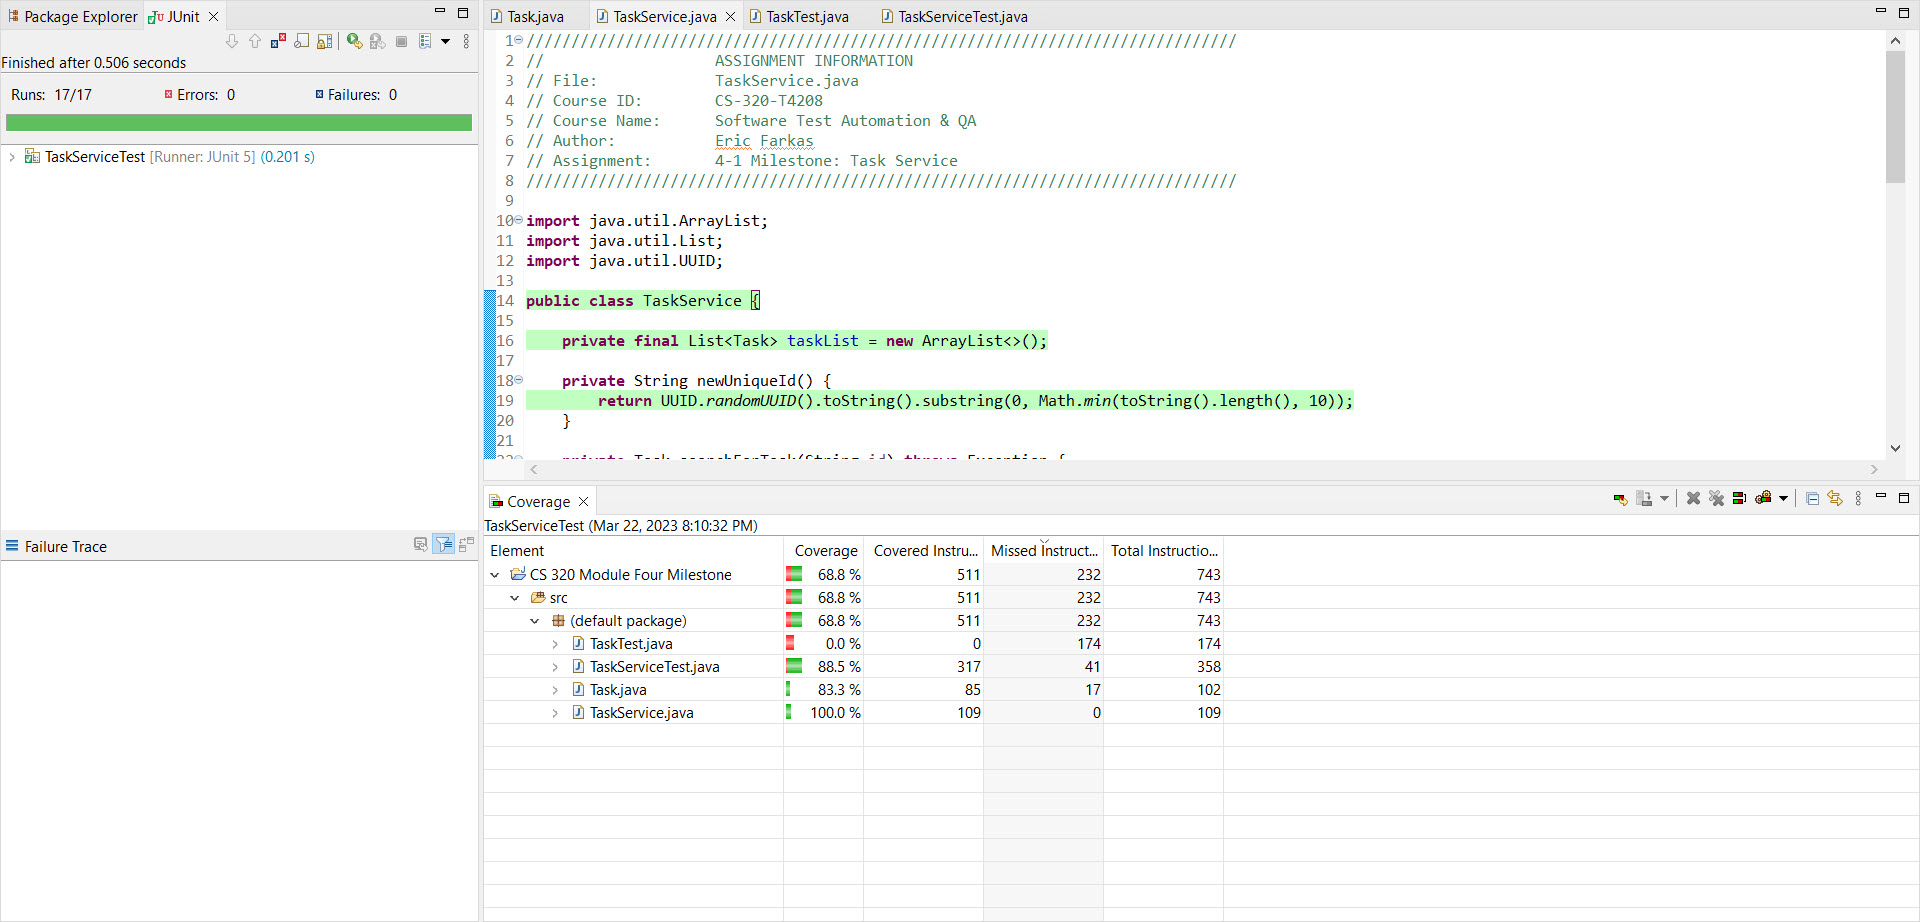 Package Explorer JUnit
Finished after 0.506 seconds
Runs: 17/17 Errors: 0 Failures: 0
TaskServiceTest [Runner: JUnit 5] (0.201 s)
Failure Trace
Task.java TaskService.java TaskTest.java TaskServiceTest.java
1 ///////////////////////////////////////////////////////////////////////////////
2 // ASSIGNMENT INFORMATION
3 // File: TaskService.java
4 // Course ID: CS-320-T4208
5 // Course Name: Software Test Automation & QA
6 // Author: Eric Farkas
7 // Assignment: 4-1 Milestone: Task Service
8 ///////////////////////////////////////////////////////////////////////////////
9
10 import java.util.ArrayList;
11 import java.util.List;
12 import java.util.UUID;
13
14 public class TaskService {
15
16 private final List<Task> taskList = new ArrayList<>();
17
18 private String newUniqueId() {
19 return UUID.randomUUID().toString().substring(0, Math.min(toString().length(), 10));
20 }
21
22 private Task searchForTask(String id) throws Exception {
Coverage
TaskServiceTest (Mar 22, 2023 8:10:32 PM)
Element Coverage Covered Instru... Missed Instruct... Total Instructio...
CS 320 Module Four Milestone 68.8 % 511 232 743
src 68.8 % 511 232 743
(default package) 68.8 % 511 232 743
TaskTest.java 0.0 % 0 174 174
TaskServiceTest.java 88.5 % 317 41 358
Task.java 83.3 % 85 17 102
TaskService.java 100.0 % 109 0 109